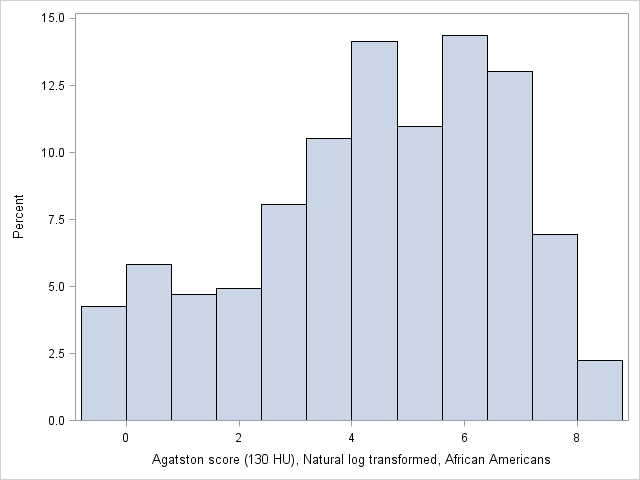 15.0
12.5
10.0
7.5
5.0
2.5
0.0
Percent
0 2 4 6 8
Agatston score (130 HU), Natural log transformed, African Americans